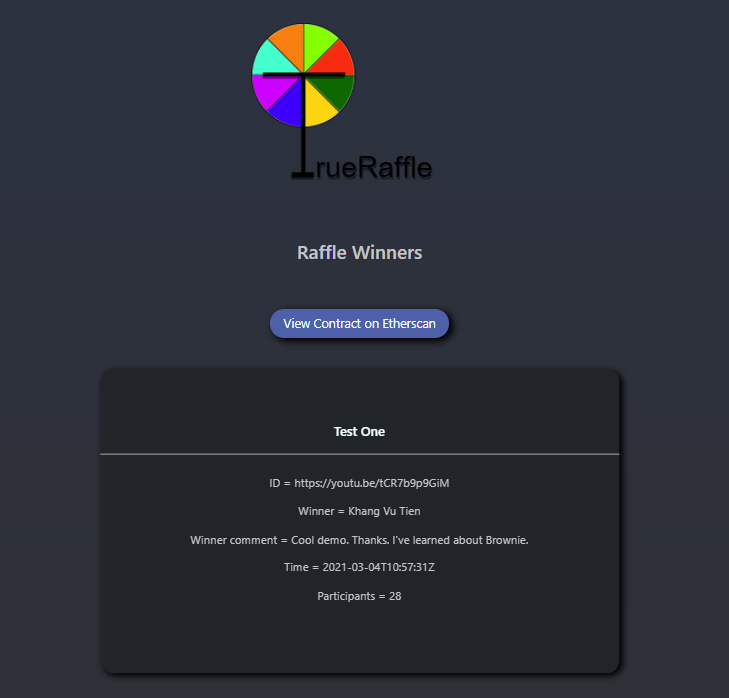 TrueRaffle
Raffle Winners
View Contract on Etherscan
Test One
ID = https://youtu.be/tCR7b9p9GiM
Winner = Khang Vu Tien
Winner comment = Cool demo. Thanks. I've learned about Brownie.
Time = 2021-03-04T10:57:31Z
Participants = 28